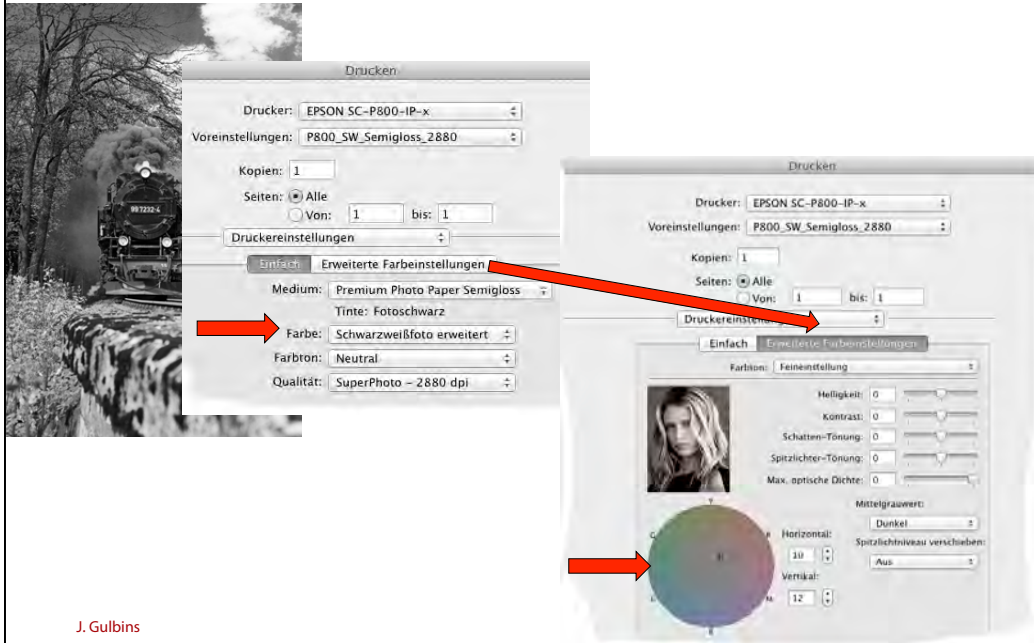 Drucken
Drucker: EPSON SC-P800-IP-x
Voreinstellungen: P800_SW_Semigloss_2880
Kopien: 1
Seiten: Alle
Von: 1 bis: 1
Druckereinstellungen
Einfach Erweiterte Farbeinstellungen
Medium: Premium Photo Paper Semigloss
Tinte: Fotoschwarz
Farbe: Schwarzweißfoto erweitert
Farbton: Neutral
Qualität: SuperPhoto - 2880 dpi
99 7232-4
Drucken
Drucker: EPSON SC-P800-IP-x
Voreinstellungen: P800_SW_Semigloss_2880
Kopien: 1
Seiten: Alle
Von: 1 bis: 1
Einfach Erweiterte Farbeinstellungen
Farbton: Feineinstellung
Helligkeit: 0
Kontrast: 0
Schatten-Tönung: 0
Spitzlichter-Tönung: 0
Max. optische Dichte: 0
Mittelgrauwert:
Dunkel
Spitzlichtniveau verschieben:
Aus
Horizontal:
10
Vertikal:
12
J. Gulbins